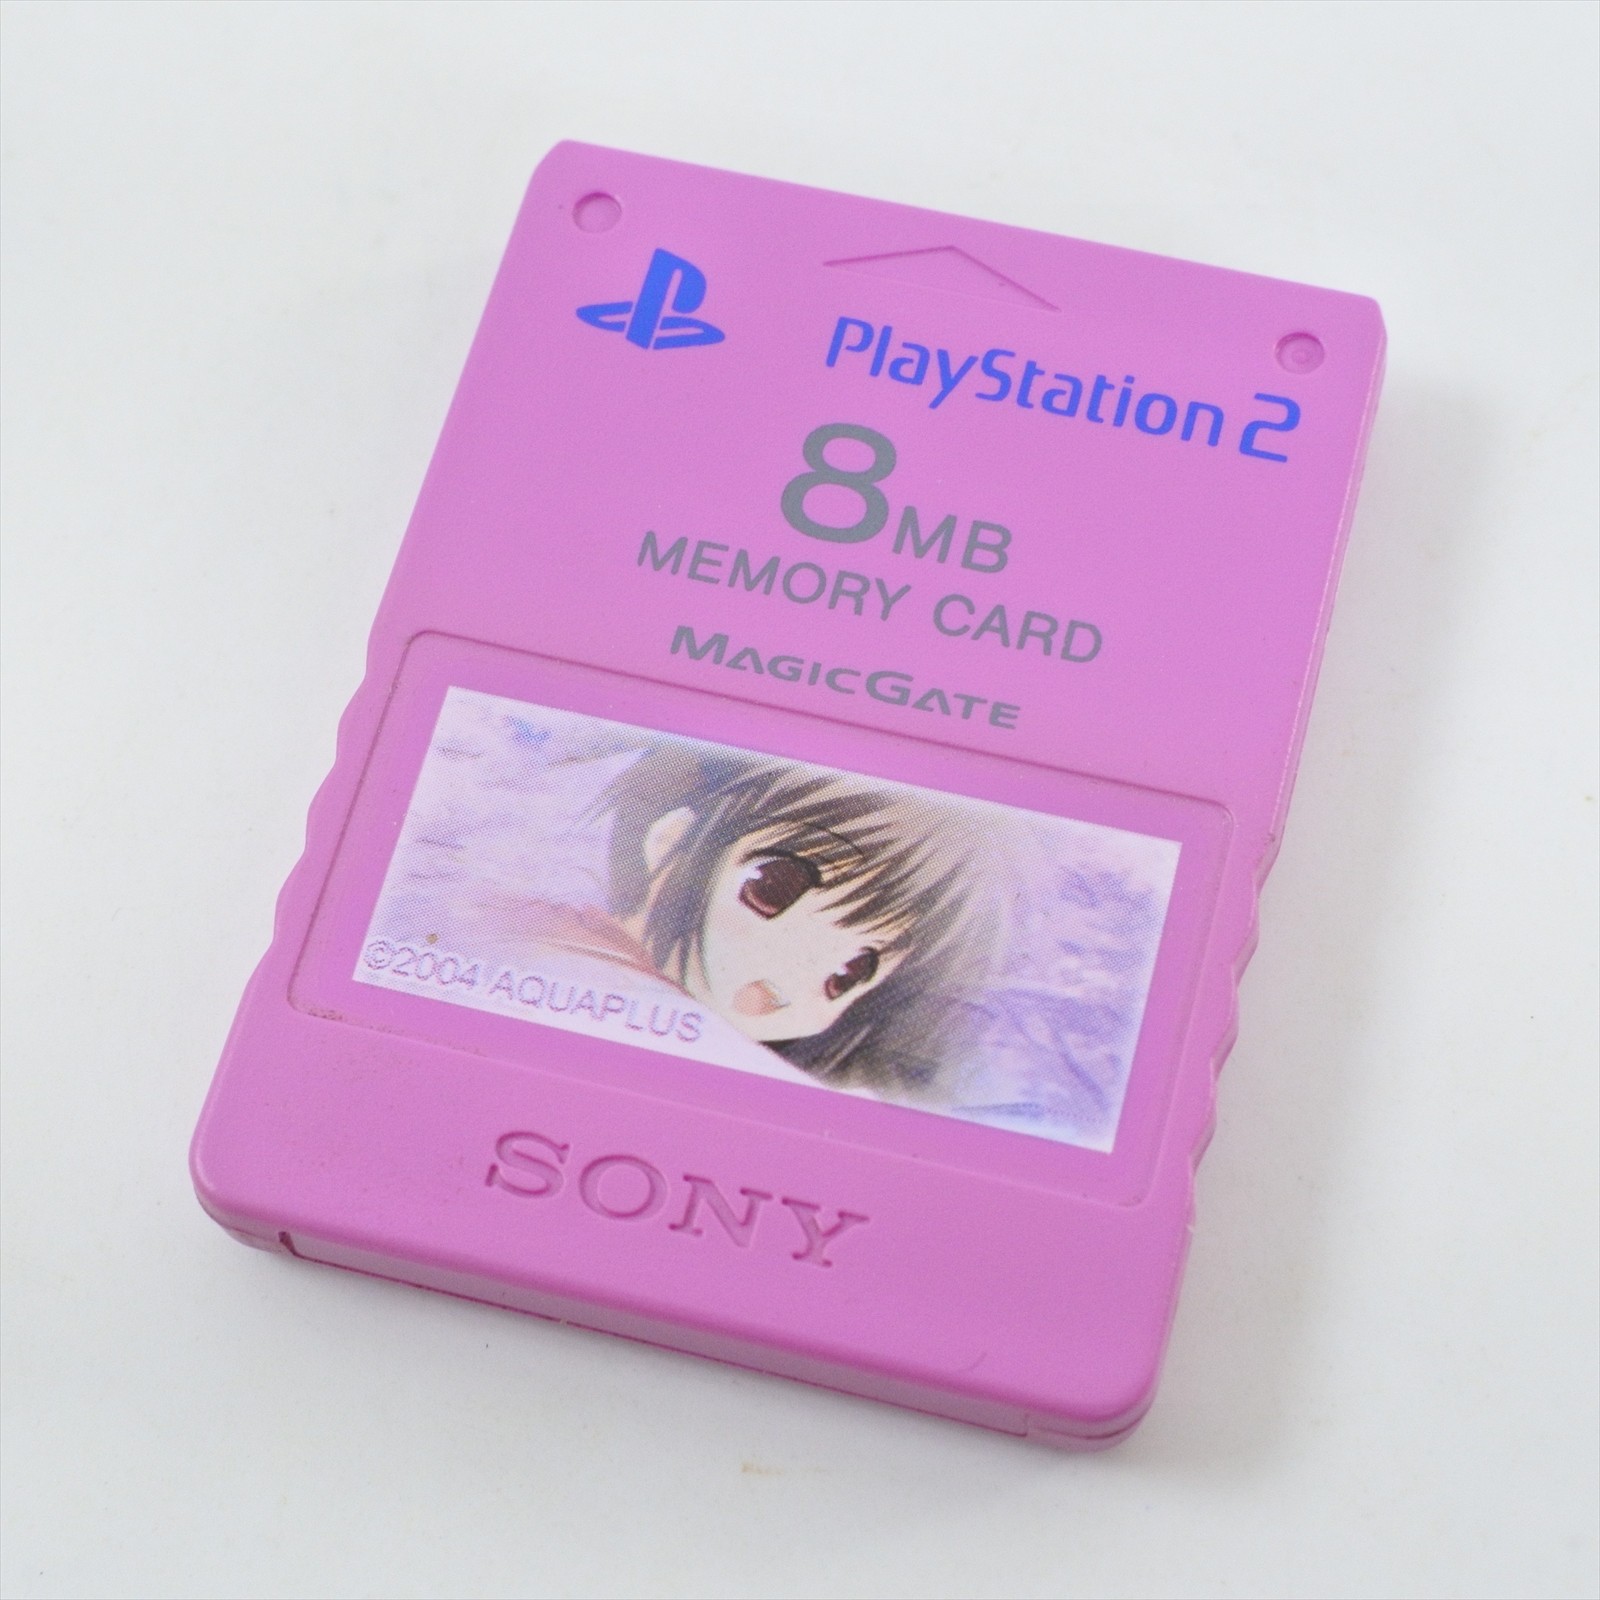 PlayStation 2
8MB
MEMORY CARD
MAGICGATE
©2004 AQUAPLUS
SONY